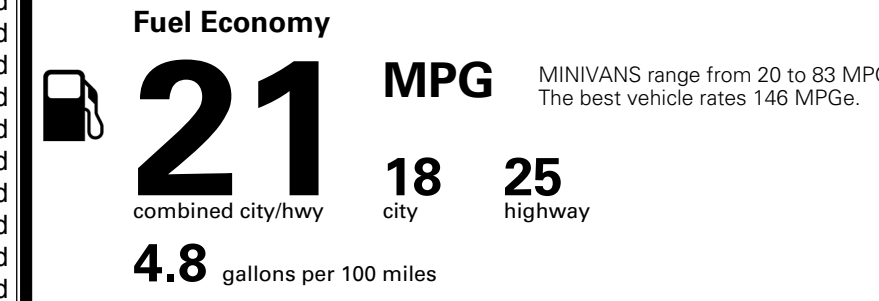 Fuel Economy
21
combined city/hwy
MPG
18
city
25
highway
MINIVANS range from 20 to 83 MPG
The best vehicle rates 146 MPGe.
4.8 gallons per 100 miles
d
d
d
d
d
d
d
d
d
d